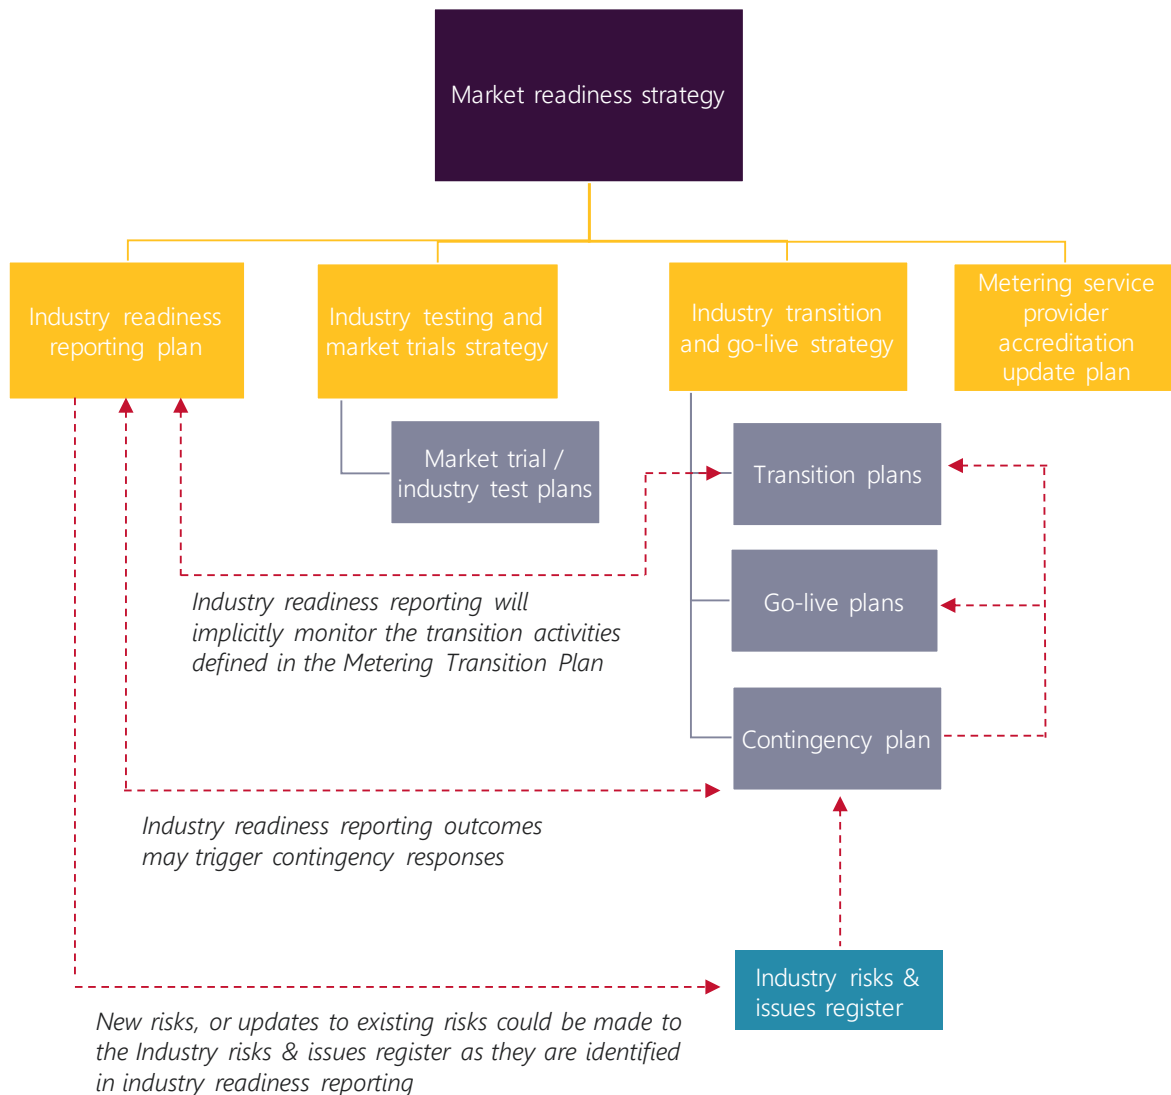 Market readiness strategy
Industry readiness
reporting plan
Industry testing and
market trials strategy
Industry transition
and go-live strategy
Metering service
provider
accreditation
update plan
Market trial /
industry test plans
Transition plans
Go-live plans
Contingency plan
Industry readiness reporting will
implicitly monitor the transition activities
defined in the Metering Transition Plan
Industry readiness reporting outcomes
may trigger contingency responses
Industry risks &
issues register
New risks, or updates to existing risks could be made to
the Industry risks & issues register as they are identified
in industry readiness reporting